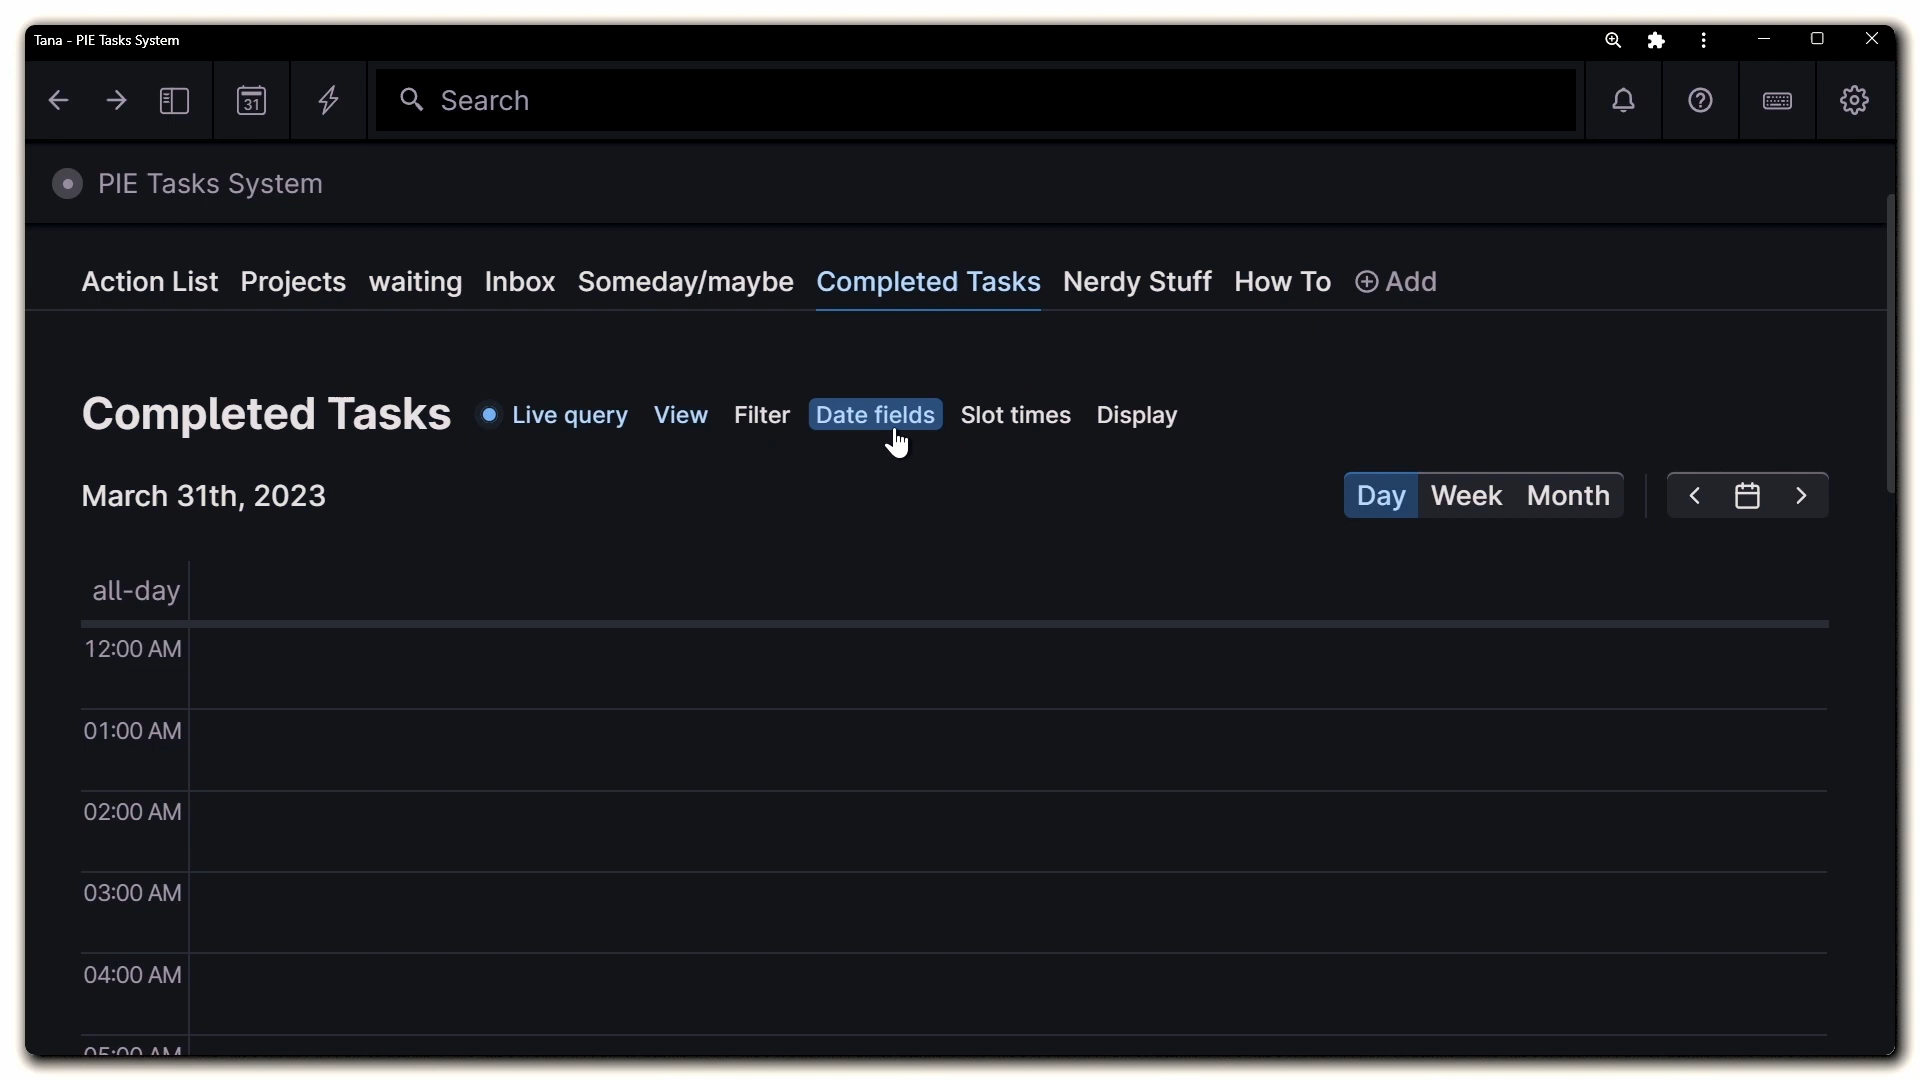 Tana - PIE Tasks System
31
Search
PIE Tasks System
Action List Projects waiting Inbox Someday/maybe Completed Tasks Nerdy Stuff How To Add
Completed Tasks Live query View Filter Date fields Slot times Display
March 31th, 2023
Day Week Month
all-day
12:00 AM
01:00 AM
02:00 AM
03:00 AM
04:00 AM
05:00 AM